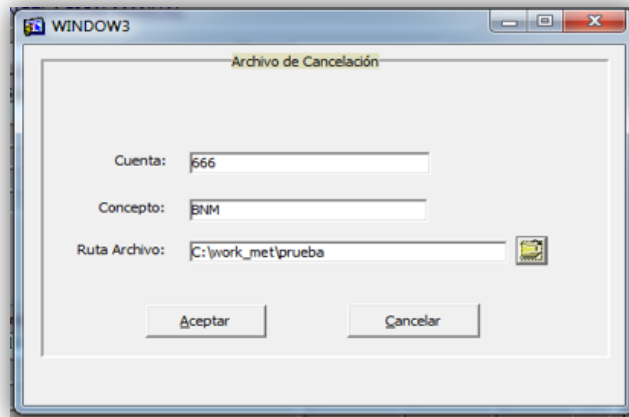 WINDOW3
Archivo de Cancelación
Cuenta: 666
Concepto: BNM
Ruta Archivo: C:\work_met\prueba
Aceptar Cancelar